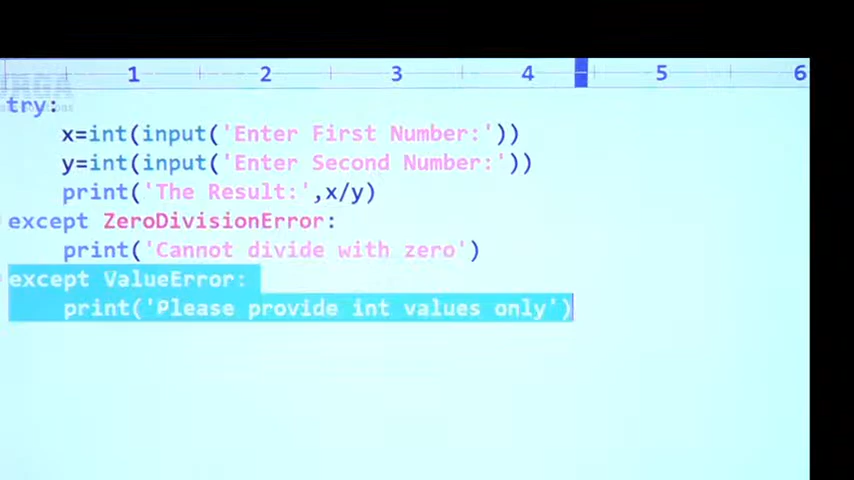 1 2 3 4 5 6
try:
x=int(input('Enter First Number:'))
y=int(input('Enter Second Number:'))
print('The Result:',x/y)
except ZeroDivisionError:
print('Cannot divide with zero')
except ValueError:
print('Please provide int values only')